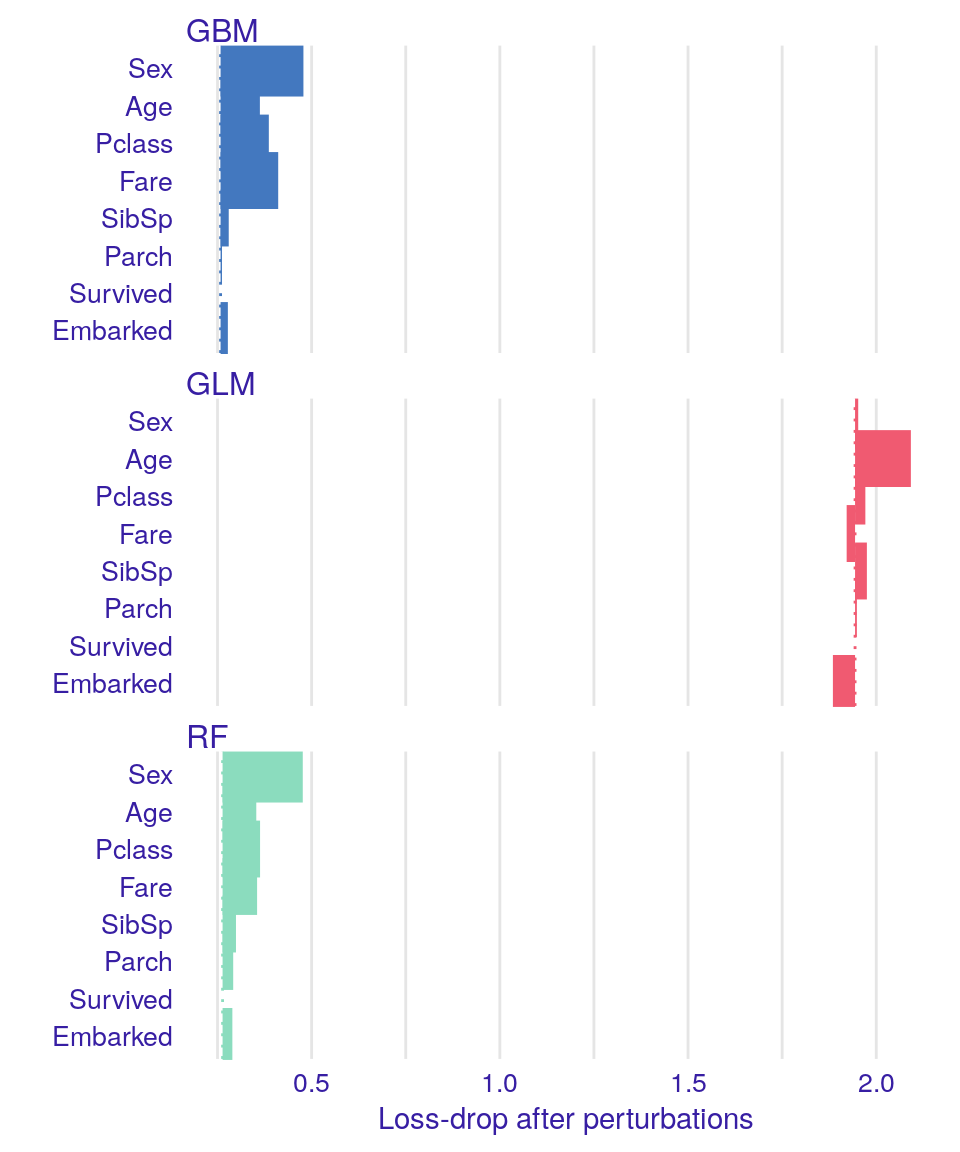 GBM
Sex
Age
Pclass
Fare
SibSp
Parch
Survived
Embarked
GLM
Sex
Age
Pclass
Fare
SibSp
Parch
Survived
Embarked
RF
Sex
Age
Pclass
Fare
SibSp
Parch
Survived
Embarked
0.5 1.0 1.5 2.0
Loss-drop after perturbations